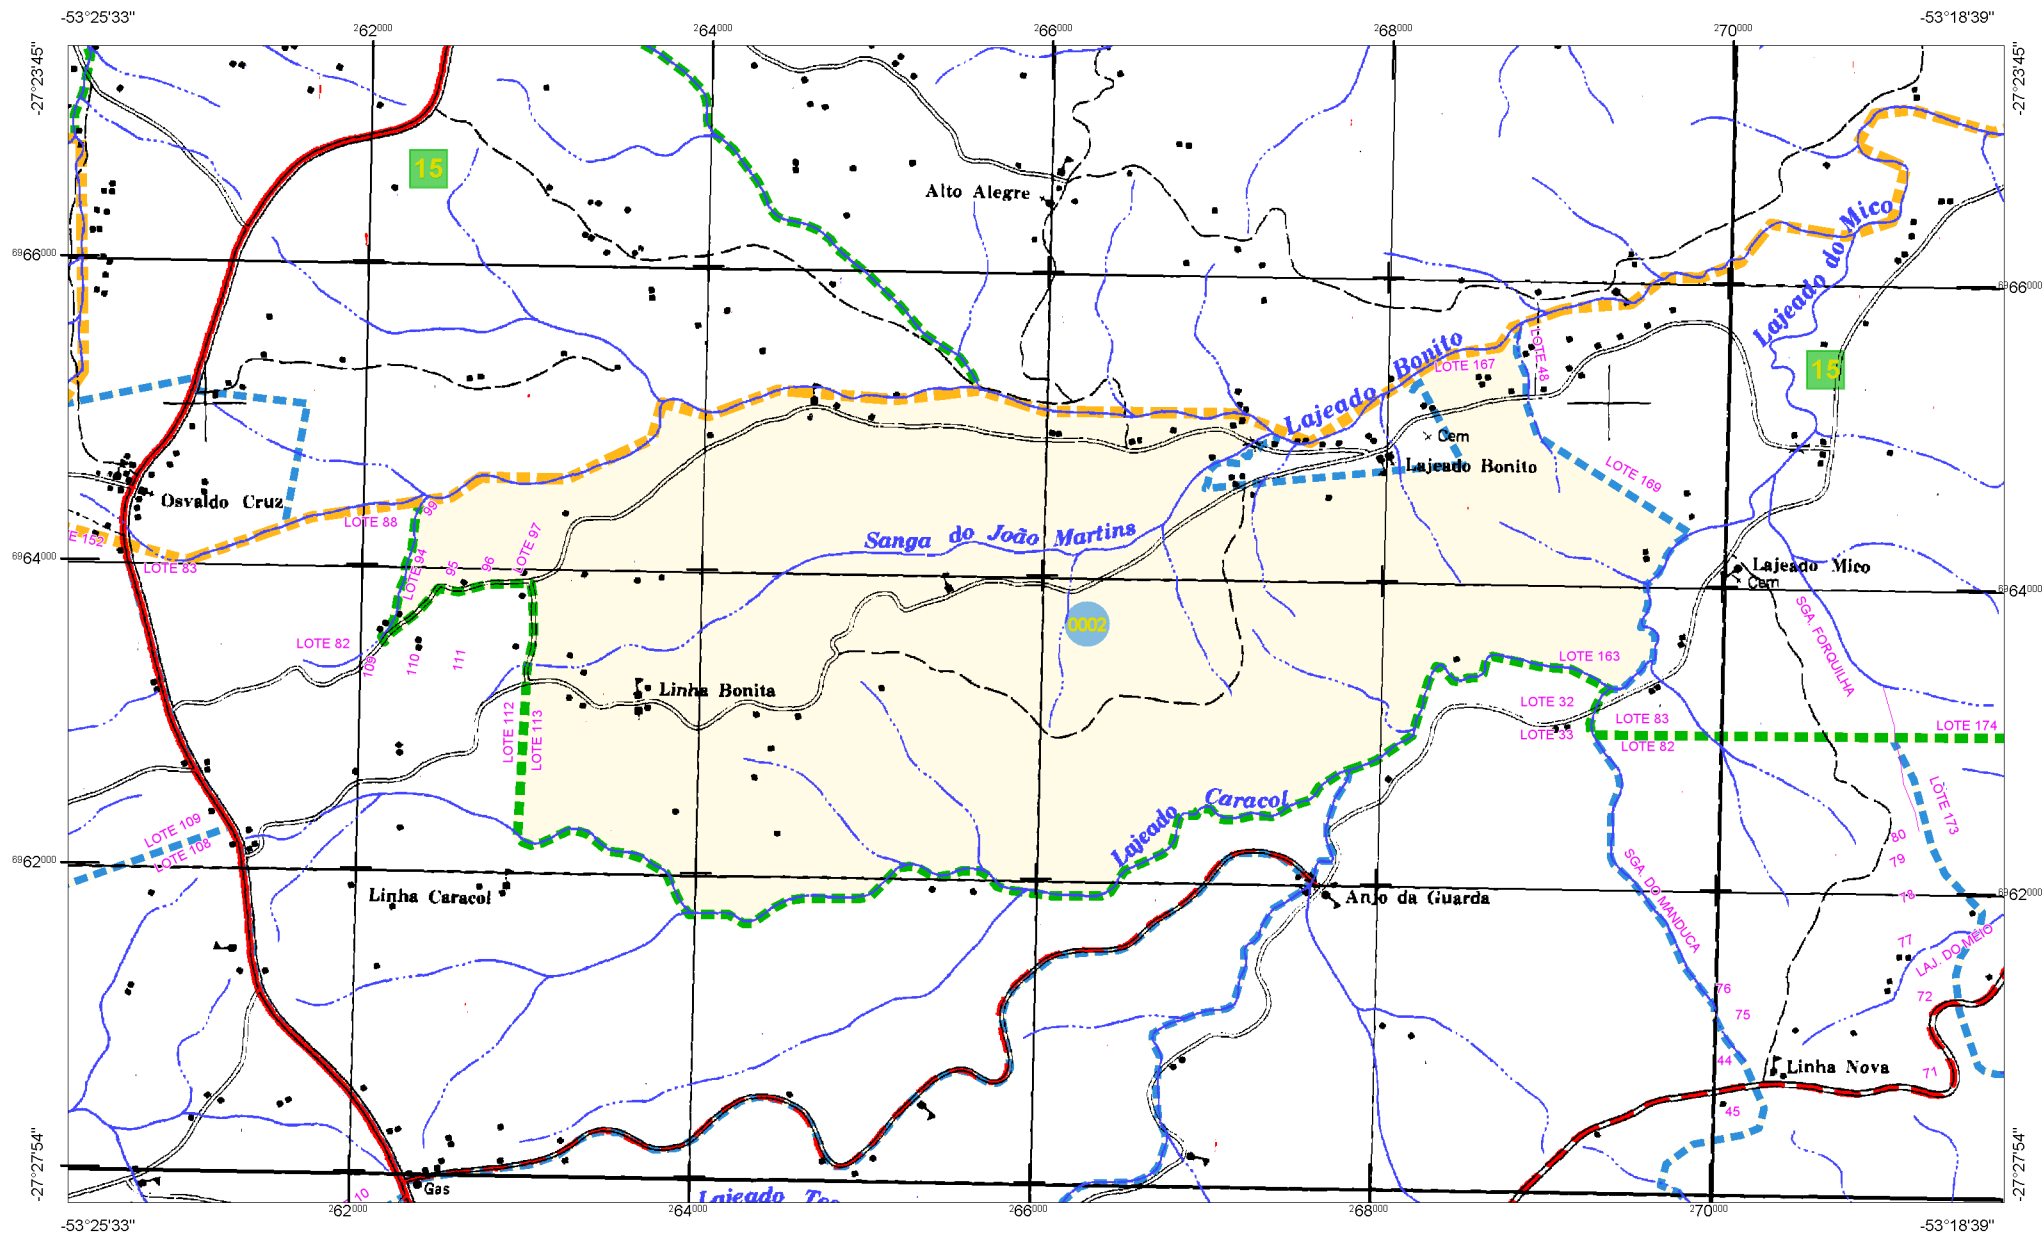 -53°25'33"
262000
264000
266000
268000
270000
-53°18'39"
-27°23'45"
-27°23'45"
15
Alto Alegre
Lajeado do Mico
6966000
6966000
Lajeado Bonito
LOTE 167
LOTE 48
15
Cem
Lajeado Bonito
LOTE 169
Osvaldo Cruz
LOTE 88
99
E 152
LOTE 83
LOTE 94
95
96
LOTE 97
Sanga do João Martins
6964000
6964000
Lajeado Mico
Cem
SGA. FORQUILHA
0002
LOTE 82
109
110
111
LOTE 163
Linha Bonita
LOTE 112
LOTE 113
LOTE 32
LOTE 33
LOTE 83
LOTE 82
LOTE 174
LOTE 173
Lajeado Caracol
LOTE 109
LOTE 108
80
79
78
77
6962000
6962000
Linha Caracol
Anjo da Guarda
SGA. DO MANDUCA
LAJ. DO MEIO
76
75
72
71
44
45
Linha Nova
Gas
10
Lajeado
-27°27'54"
-27°27'54"
-53°25'33"
262000
264000
266000
268000
270000
-53°18'39"